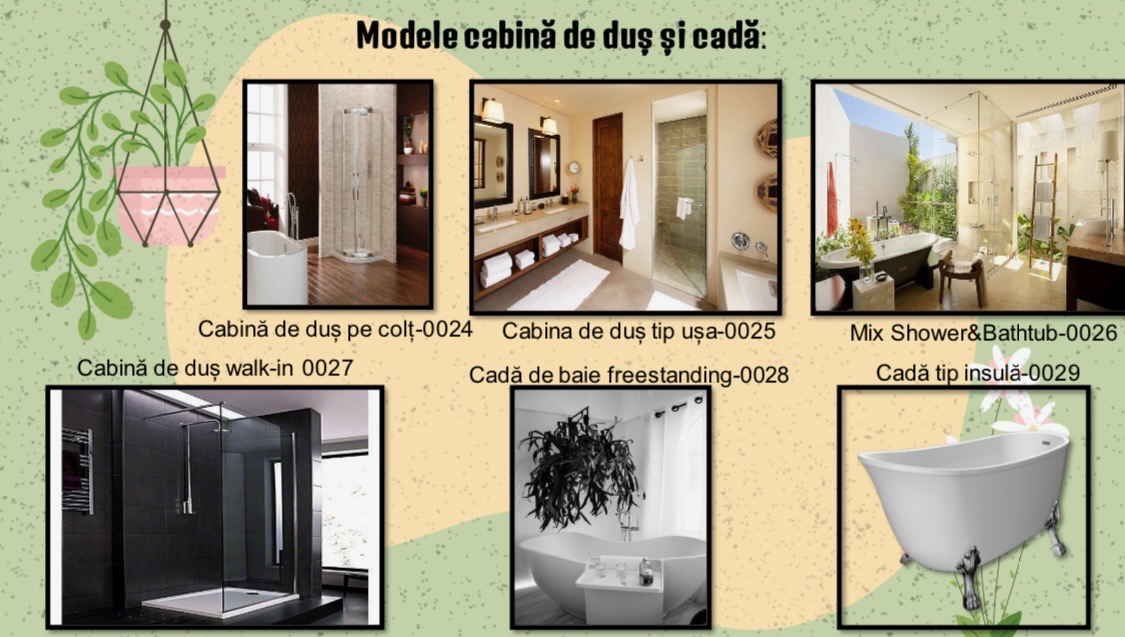 Modele cabină de duș și cadă:
Cabină de duș pe colț-0024
Cabina de duș tip ușa-0025
Mix Shower&Bathtub-0026
Cabină de duș walk-in 0027
Cadă de baie freestanding-0028
Cadă tip insulă-0029